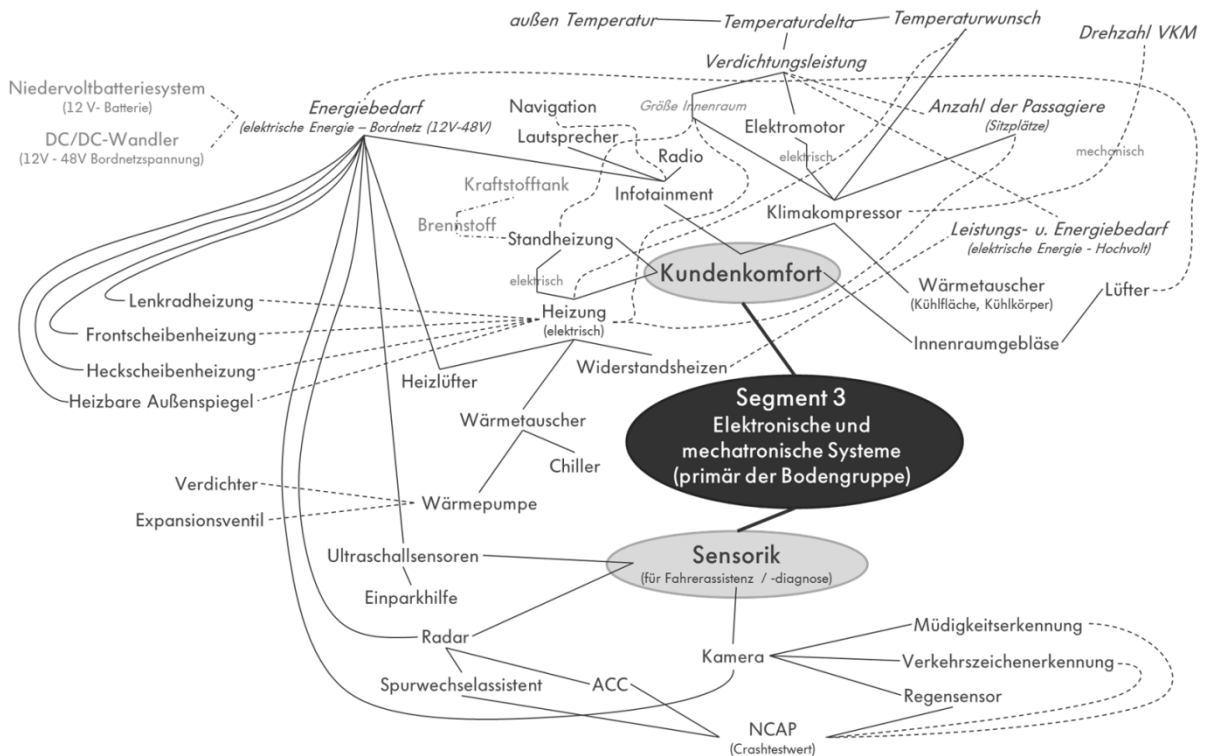 außen Temperatur
Temperaturdelta
Temperaturwunsch
Drehzahl VKM
Verdichtungsleistung
Niedervoltbatteriesystem
(12 V- Batterie)
DC/DC-Wandler
(12V - 48V Bordnetzspannung)
Energiebedarf
(elektrische Energie – Bordnetz (12V-48V)
Navigation
Lautsprecher
Radio
Infotainment
Größe Innenraum
Elektromotor
elektrisch
Anzahl der Passagiere
(Sitzplätze)
mechanisch
Kraftstofftank
Brennstoff
Standheizung
elektrisch
Klimakompressor
Leistungs- u. Energiebedarf
(elektrische Energie - Hochvolt)
Kundenkomfort
Wärmetauscher
(Kühlfläche, Kühlkörper)
Lüfter
Innenraumgebläse
Lenkradheizung
Frontscheibenheizung
Heckscheibenheizung
Heizbare Außenspiegel
Heizung
(elektrisch)
Heizlüfter
Widerstandsheizen
Wärmetauscher
Chiller
Segment 3
Elektronische und
mechatronische Systeme
(primär der Bodengruppe)
Verdichter
Expansionsventil
Wärmepumpe
Ultraschallsensoren
Einparkhilfe
Sensorik
(für Fahrerassistenz / -diagnose)
Radar
Spurwechselassistent
ACC
Kamera
Müdigkeitserkennung
Verkehrszeichenerkennung
Regensensor
NCAP
(Crashtestwert)